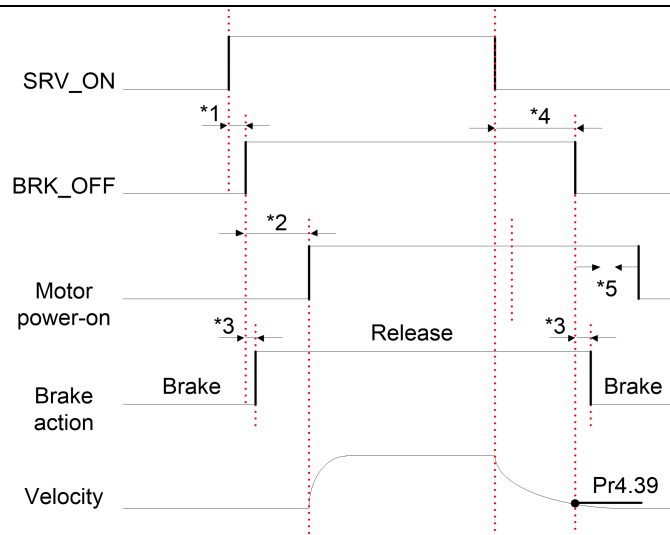 SRV_ON
*1
*4
BRK_OFF
*2
Motor
power-on
*5
*3
Release
*3
Brake
action
Brake
Brake
Velocity
Pr4.39